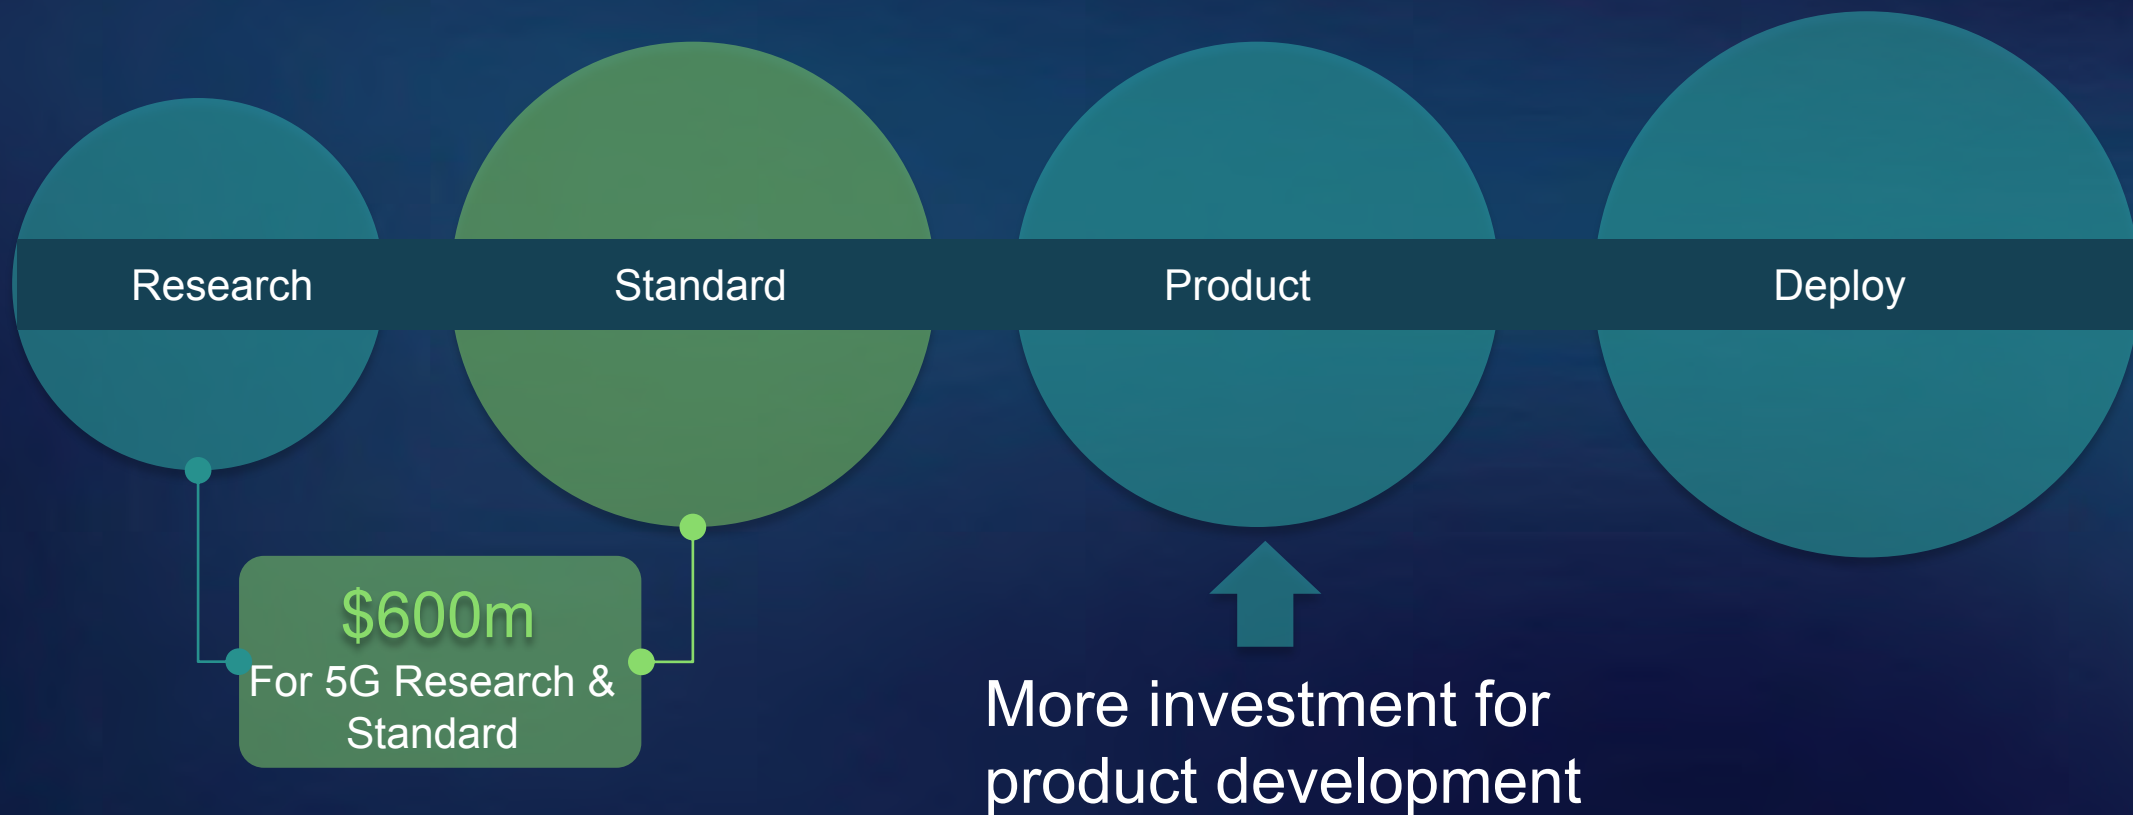 Research
Standard
Product
Deploy
$600m
For 5G Research &
Standard
More investment for
product development